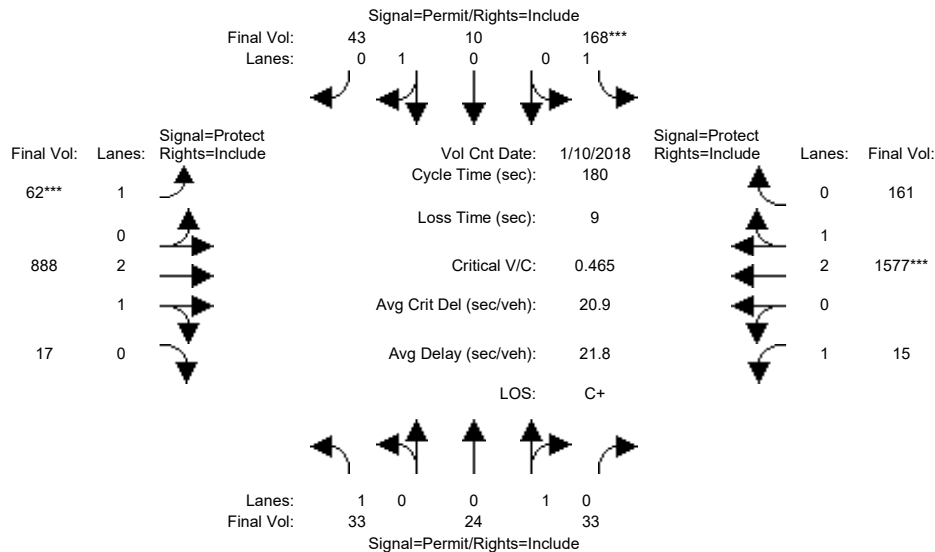 Signal=Permit/Rights=Include
Final Vol: 43 10 168***
Lanes: 0 1 0 0 1
Signal=Protect
Final Vol: Lanes: Rights=Include
Vol Cnt Date: 1/10/2018
Signal=Protect
Rights=Include Lanes: Final Vol:
Cycle Time (sec): 180
62*** 1
0 161
Loss Time (sec): 9
0
1
888 2
Critical V/C: 0.465
2 1577***
1
Avg Crit Del (sec/veh): 20.9
0
17 0
Avg Delay (sec/veh): 21.8
1 15
LOS: C+
Lanes: 1 0 0 1 0
Final Vol: 33 24 33
Signal=Permit/Rights=Include